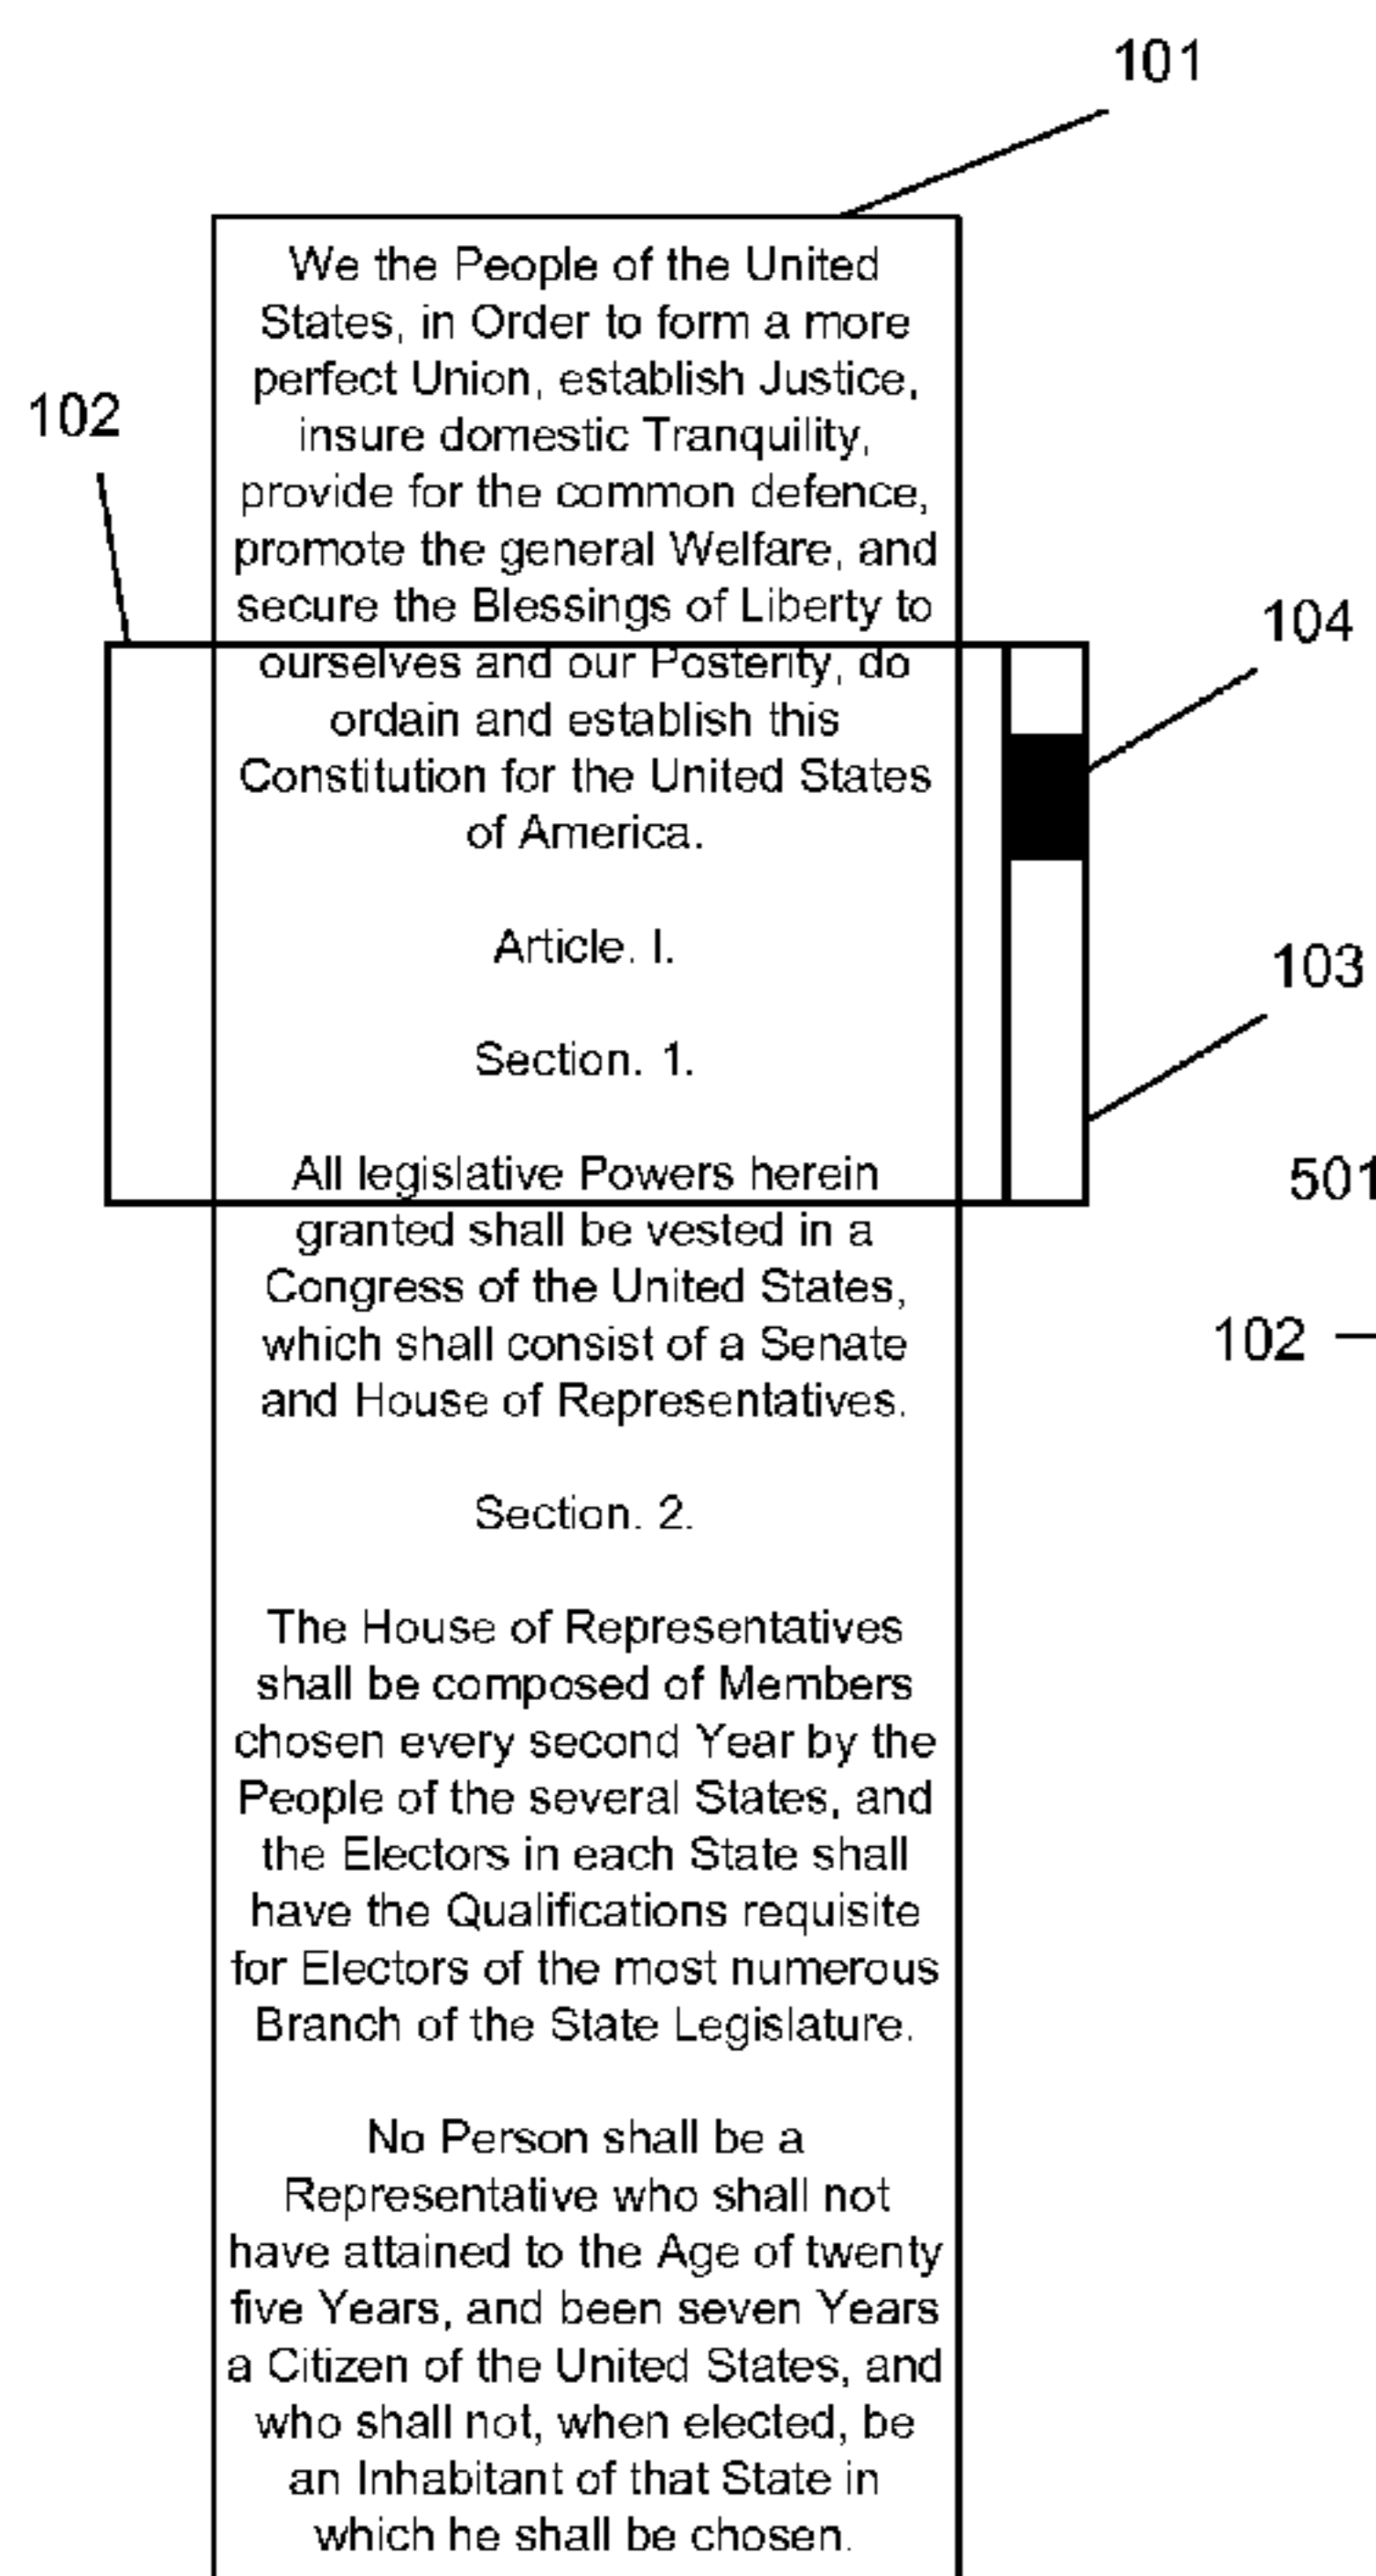 101
We the People of the United
States, in Order to form a more
perfect Union, establish Justice,
102
insure domestic Tranquility,
provide for the common defence,
promote the general Welfare, and
secure the Blessings of Liberty to
104
ourselves and our Posterity, do
ordain and establish this
Constitution for the United States
of America.
Article. I.
103
Section. 1.
All legislative Powers herein
501
granted shall be vested in a
Congress of the United States,
which shall consist of a Senate
102
and House of Representatives.
Section. 2.
The House of Representatives
shall be composed of Members
chosen every second Year by the
People of the several States, and
the Electors in each State shall
have the Qualifications requisite
for Electors of the most numerous
Branch of the State Legislature.
No Person shall be a
Representative who shall not
have attained to the Age of twenty
five Years, and been seven Years
a Citizen of the United States, and
who shall not, when elected, be
an Inhabitant of that State in
which he shall be chosen.